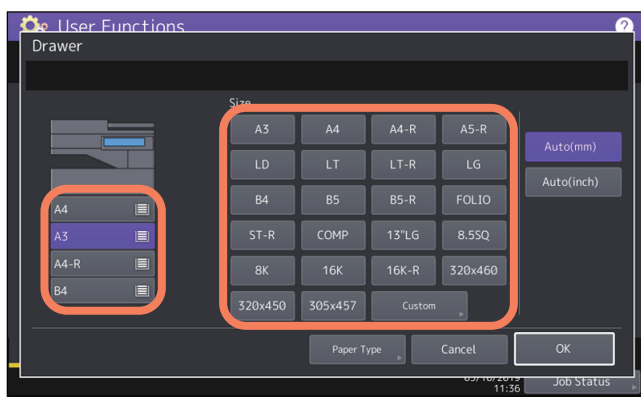 User Functions
?
Drawer
Size
A3 A4 A4-R A5-R
LD LT LT-R LG
B4 B5 B5-R FOLIO
ST-R COMP 13"LG 8.5SQ
8K 16K 16K-R 320x460
320x450 305x457 Custom
Auto(mm)
Auto(inch)
A4
A3
A4-R
B4
Paper Type Cancel OK
11:36
Job Status